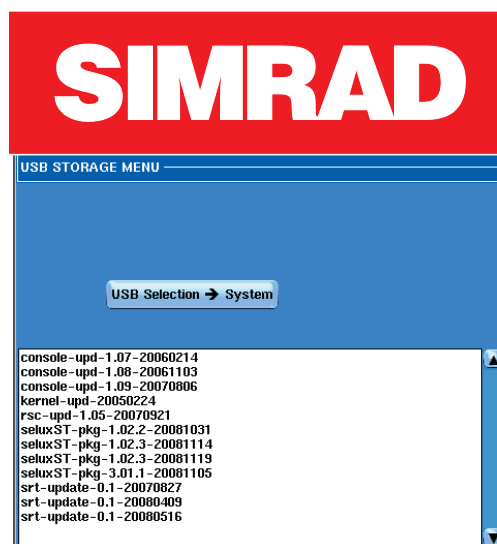 SIMRAD
USB STORAGE MENU
USB Selection → System
console-upd-1.07-20060214
console-upd-1.08-20061103
console-upd-1.09-20070806
kernel-upd-20050224
rsc-upd-1.05-20070921
seluxST-pkg-1.02.2-20081031
seluxST-pkg-1.02.3-20081114
seluxST-pkg-1.02.3-20081119
seluxST-pkg-3.01.1-20081105
srt-update-0.1-20070827
srt-update-0.1-20080409
srt-update-0.1-20080516